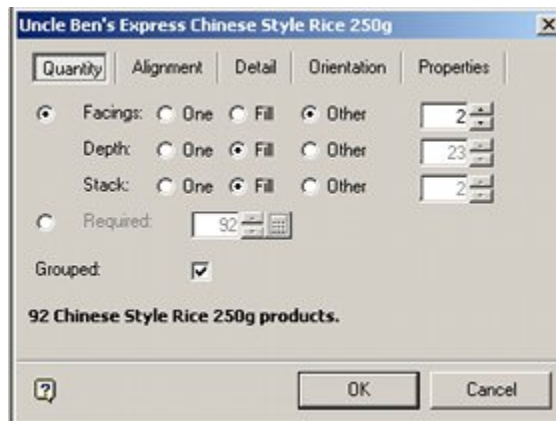 Uncle Ben's Express Chinese Style Rice 250g
Quantity Alignment Detail Orientation Properties
Facings: One Fill Other 2
Depth: One Fill Other 23
Stack: One Fill Other 2
Required: 92
Grouped:
92 Chinese Style Rice 250g products.
OK Cancel